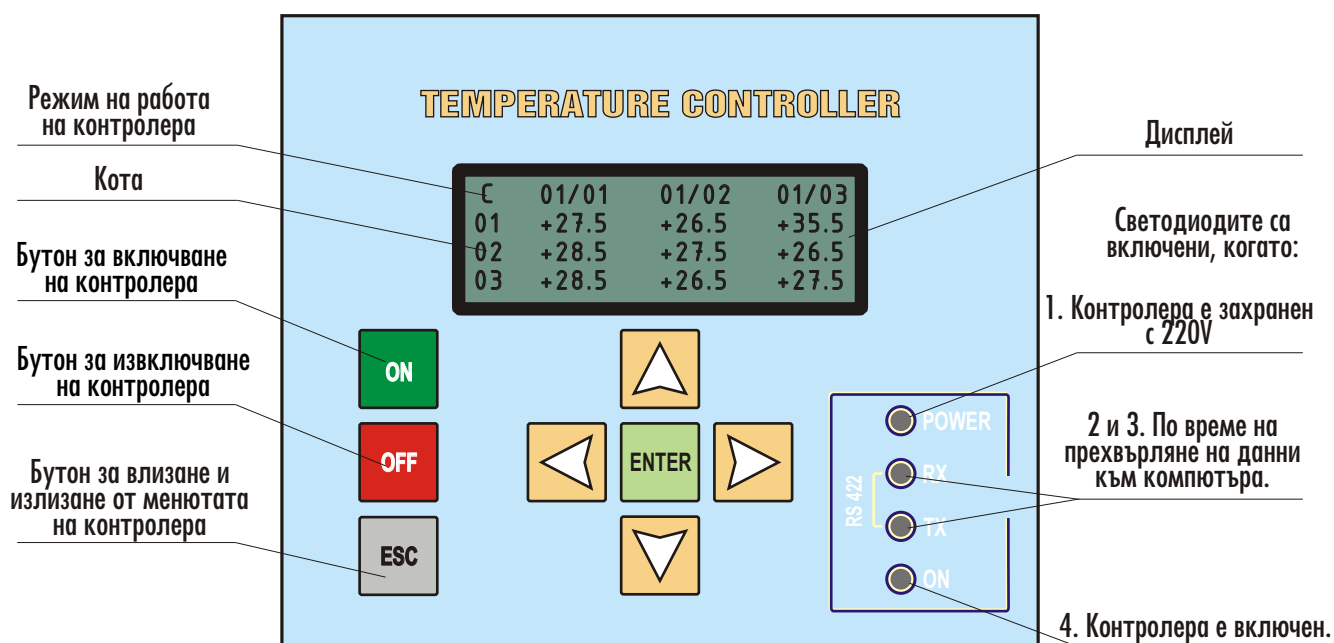 TEMPERATURE CONTROLLER
Режим на работа
на контролера
Кота
Бутон за включване
на контролера
Бутон за извключване
на контролера
Бутон за влизане и
излизане от менютата
на контролера
C 01/01 01/02 01/03
01 +27.5 +26.5 +35.5
02 +28.5 +27.5 +26.5
03 +28.5 +26.5 +27.5
ON
OFF
ESC
ENTER
POWER
RX
RS 422
TX
ON
Дисплей
Светодиодите са
включени, когато:
1. Контролера е захранен
с 220V
2 и 3. По време на
прехвърляне на данни
към компютъра.
4. Контролера е включен.